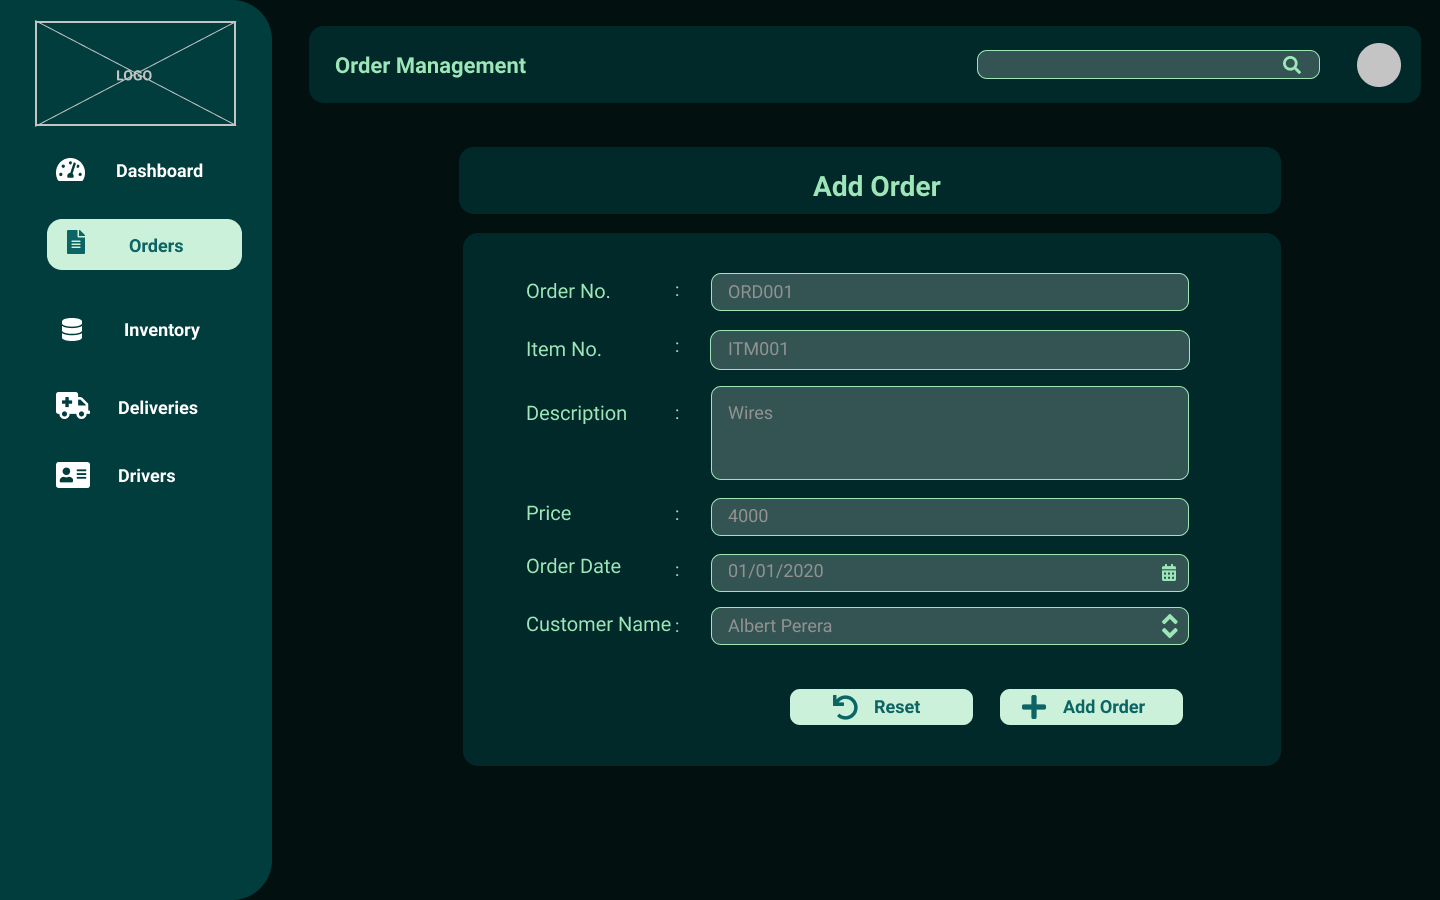 LOGO
Order Management
Dashboard
Orders
Inventory
Deliveries
Drivers
Add Order
Order No. : ORD001
Item No. : ITM001
Description : Wires
Price : 4000
Order Date : 01/01/2020
Customer Name : Albert Perera
Reset
Add Order